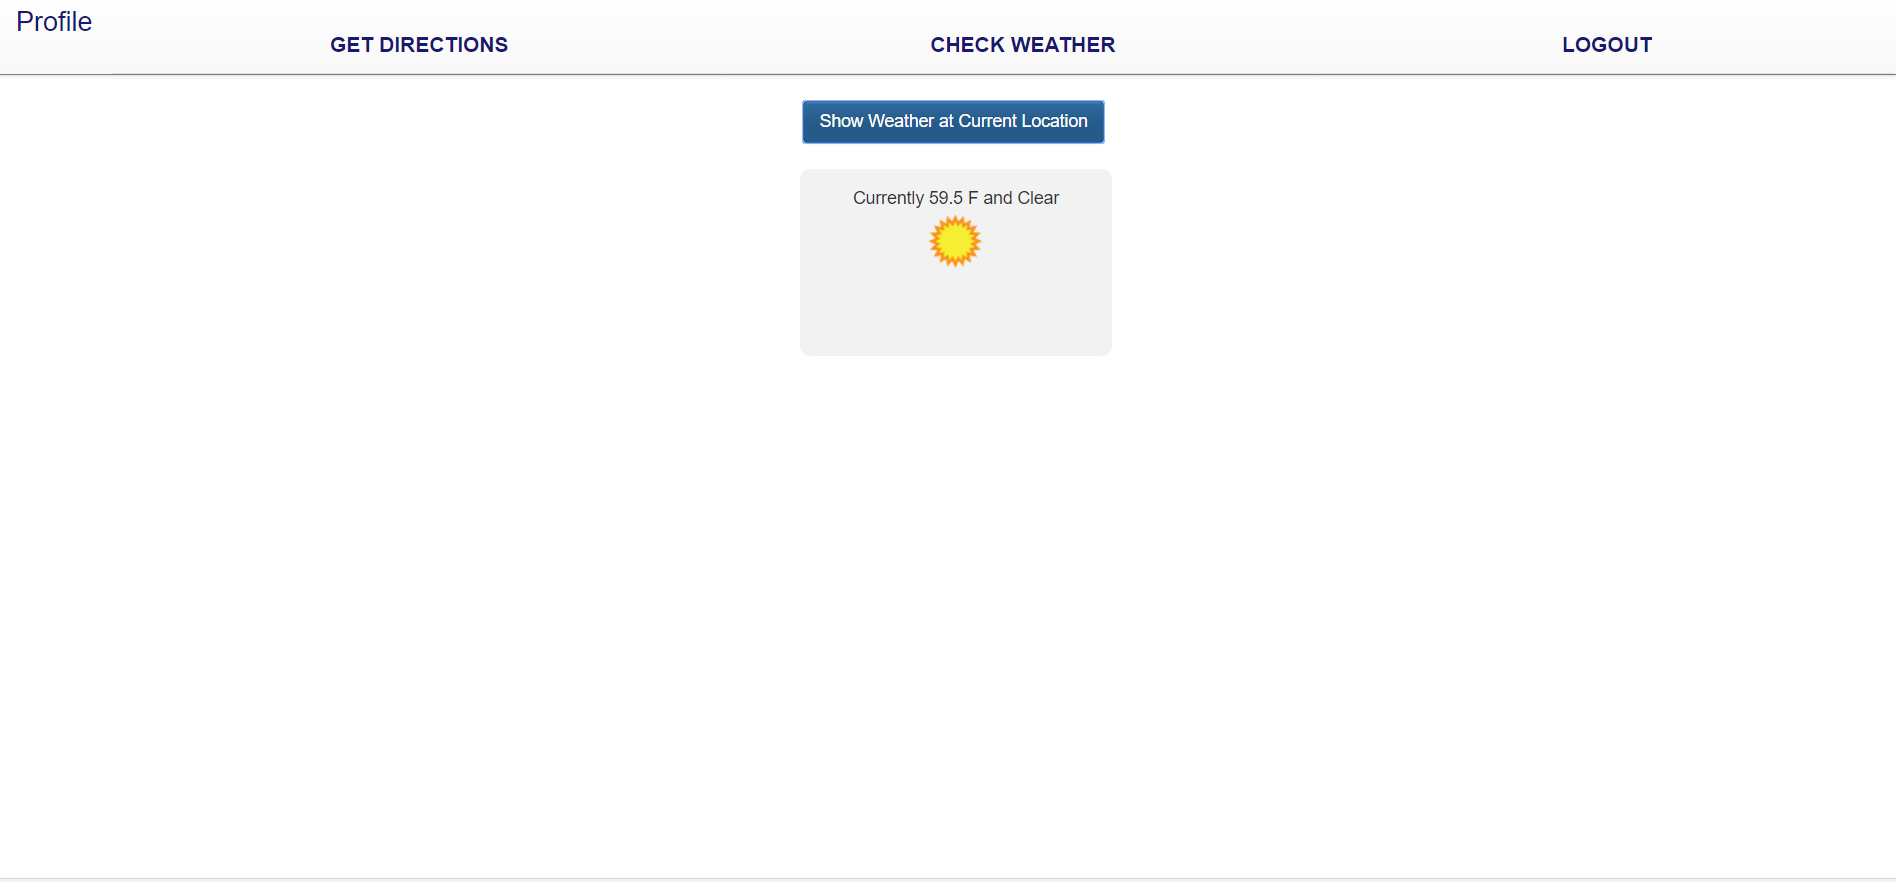 Profile
GET DIRECTIONS
CHECK WEATHER
LOGOUT
Show Weather at Current Location
Currently 59.5 F and Clear